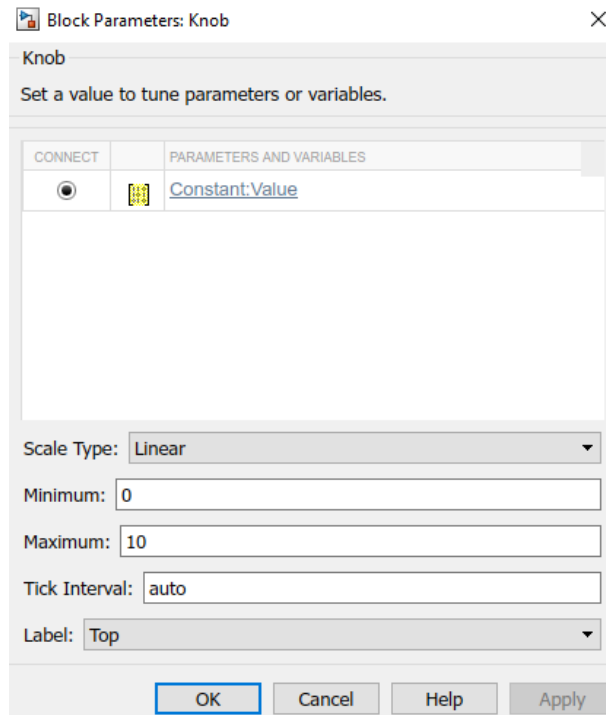 Block Parameters: Knob
Knob
Set a value to tune parameters or variables.
CONNECT PARAMETERS AND VARIABLES
Constant:Value
Scale Type: Linear
Minimum: 0
Maximum: 10
Tick Interval: auto
Label: Top
OK Cancel Help Apply